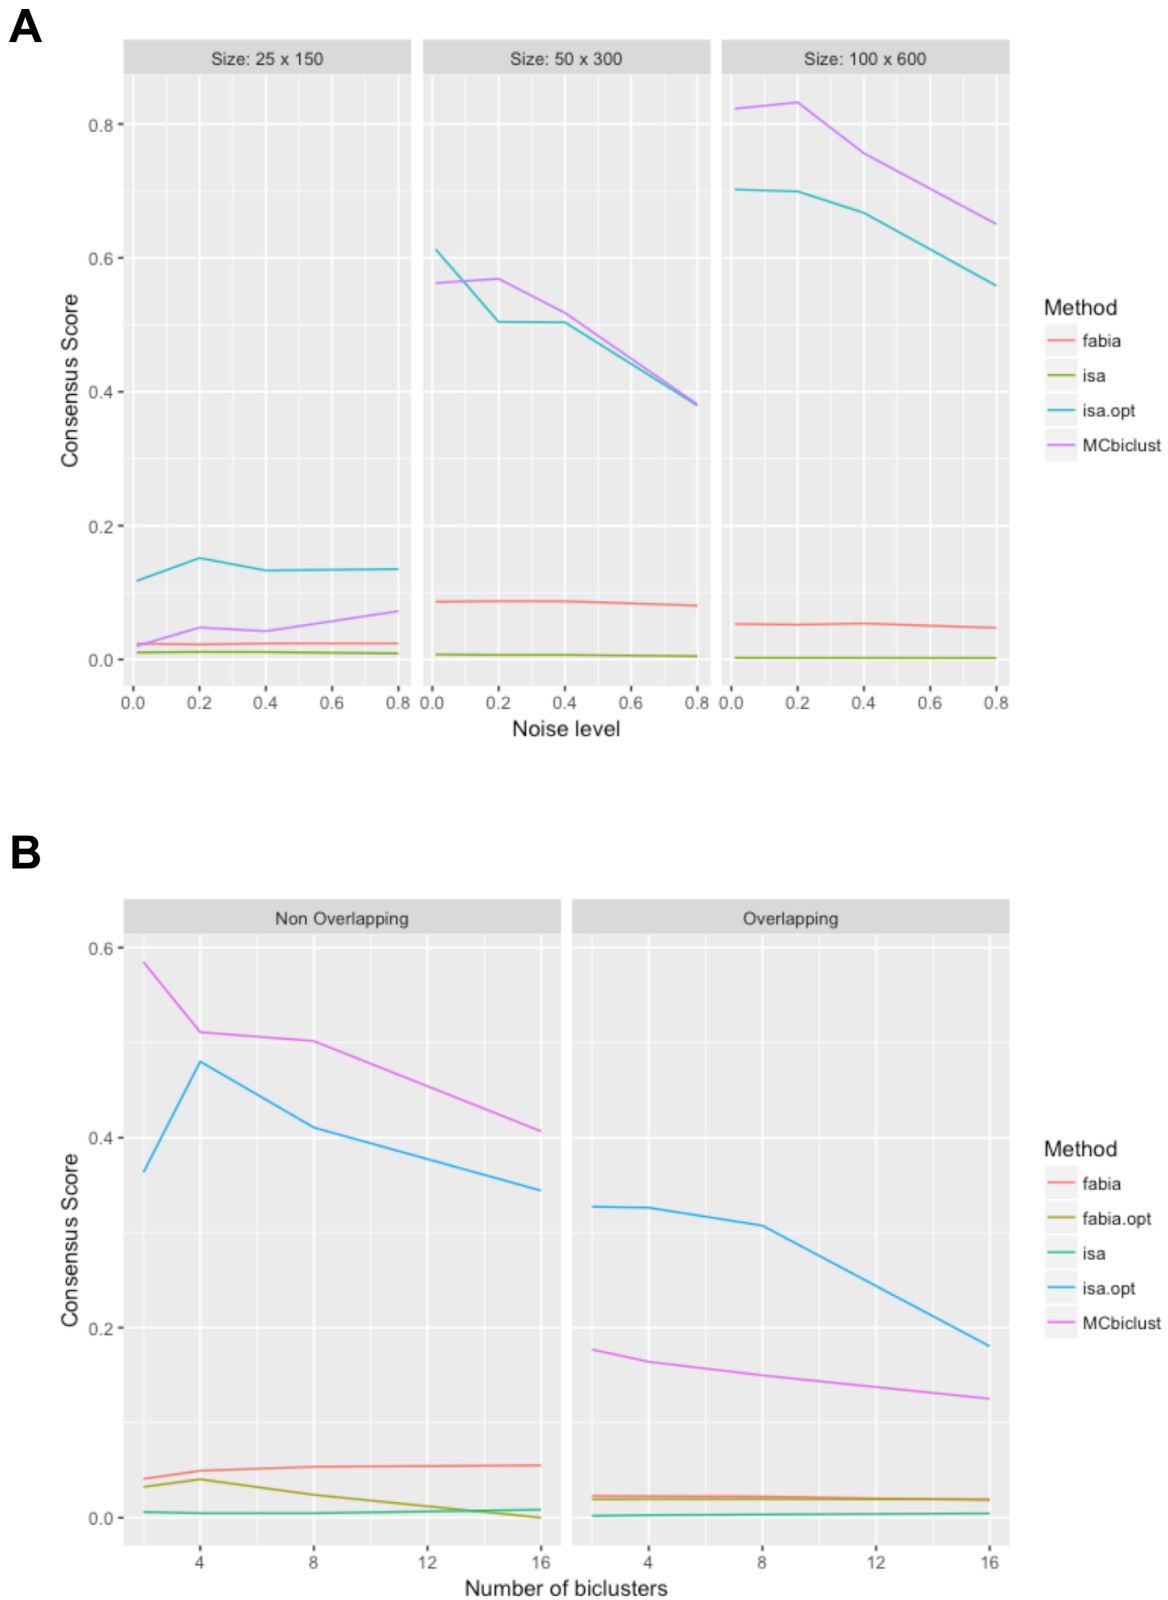 A
Size: 25 x 150
Size: 50 x 300
Size: 100 x 600
0.8
0.6
0.4
0.2
0.0
Consensus Score
0.0 0.2 0.4 0.6 0.8
0.0 0.2 0.4 0.6 0.8
0.0 0.2 0.4 0.6 0.8
Noise level
Method
fabia
isa
isa.opt
MCbiclust
B
Non Overlapping
Overlapping
0.6
0.4
0.2
0.0
Consensus Score
4 8 12 16
4 8 12 16
Number of biclusters
Method
fabia
fabia.opt
isa
isa.opt
MCbiclust